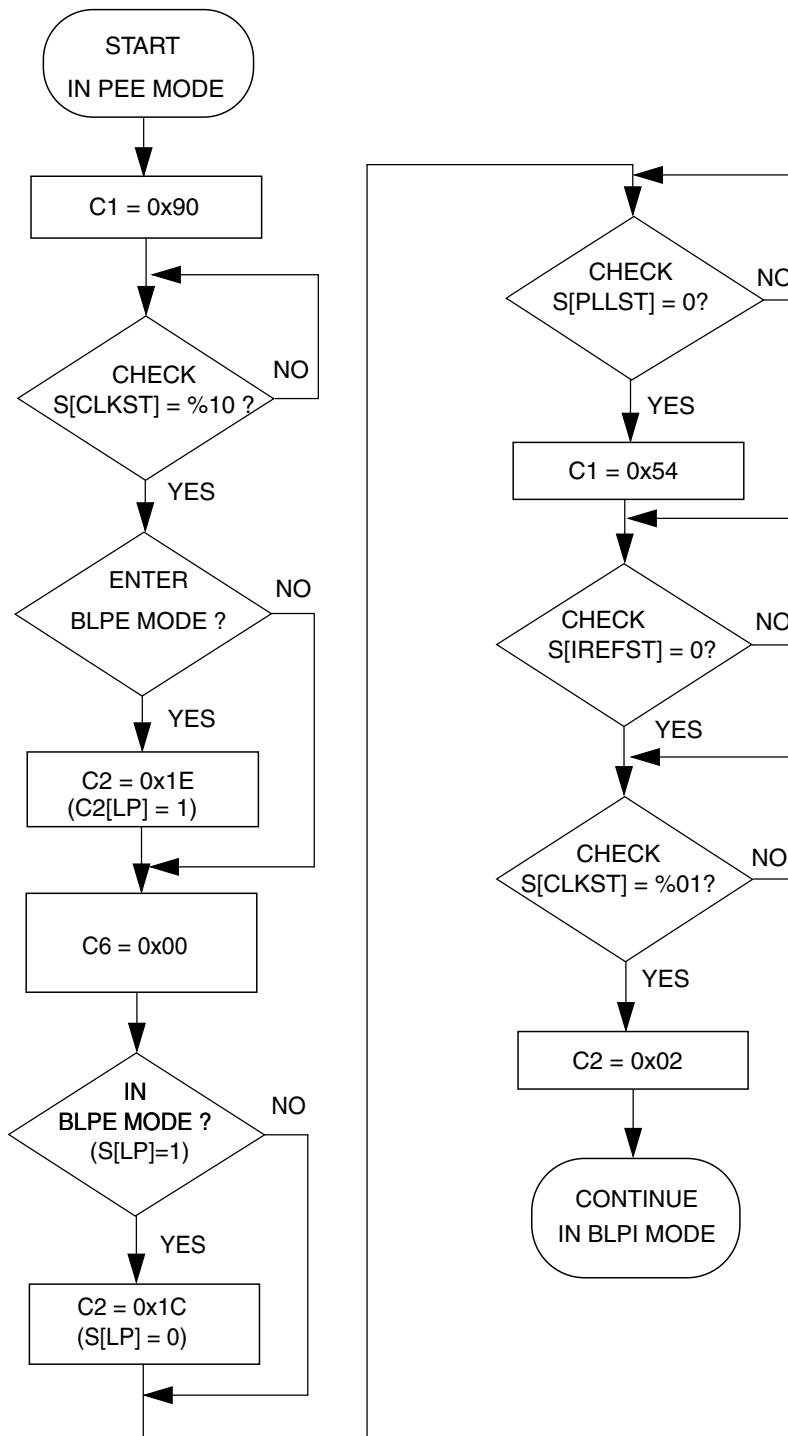 START
IN PEE MODE
C1 = 0x90
CHECK
S[CLKST] = %10 ?
NO
YES
ENTER
BLPE MODE ?
NO
YES
C2 = 0x1E
(C2[LP] = 1)
C6 = 0x00
IN
BLPE MODE ?
(S[LP]=1)
NO
YES
C2 = 0x1C
(S[LP] = 0)
CHECK
S[PLLST] = 0?
NO
YES
C1 = 0x54
CHECK
S[IREFST] = 0?
NO
YES
CHECK
S[CLKST] = %01?
NO
YES
C2 = 0x02
CONTINUE
IN BLPI MODE